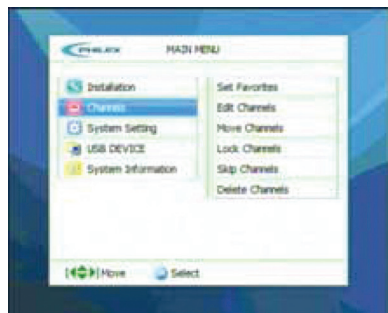 PHILEX MAIN MENU
Installation
Channels
System Setting
USB DEVICE
System Information
Set Favorites
Edit Channels
Move Channels
Lock Channels
Skip Channels
Delete Channels
Move Select